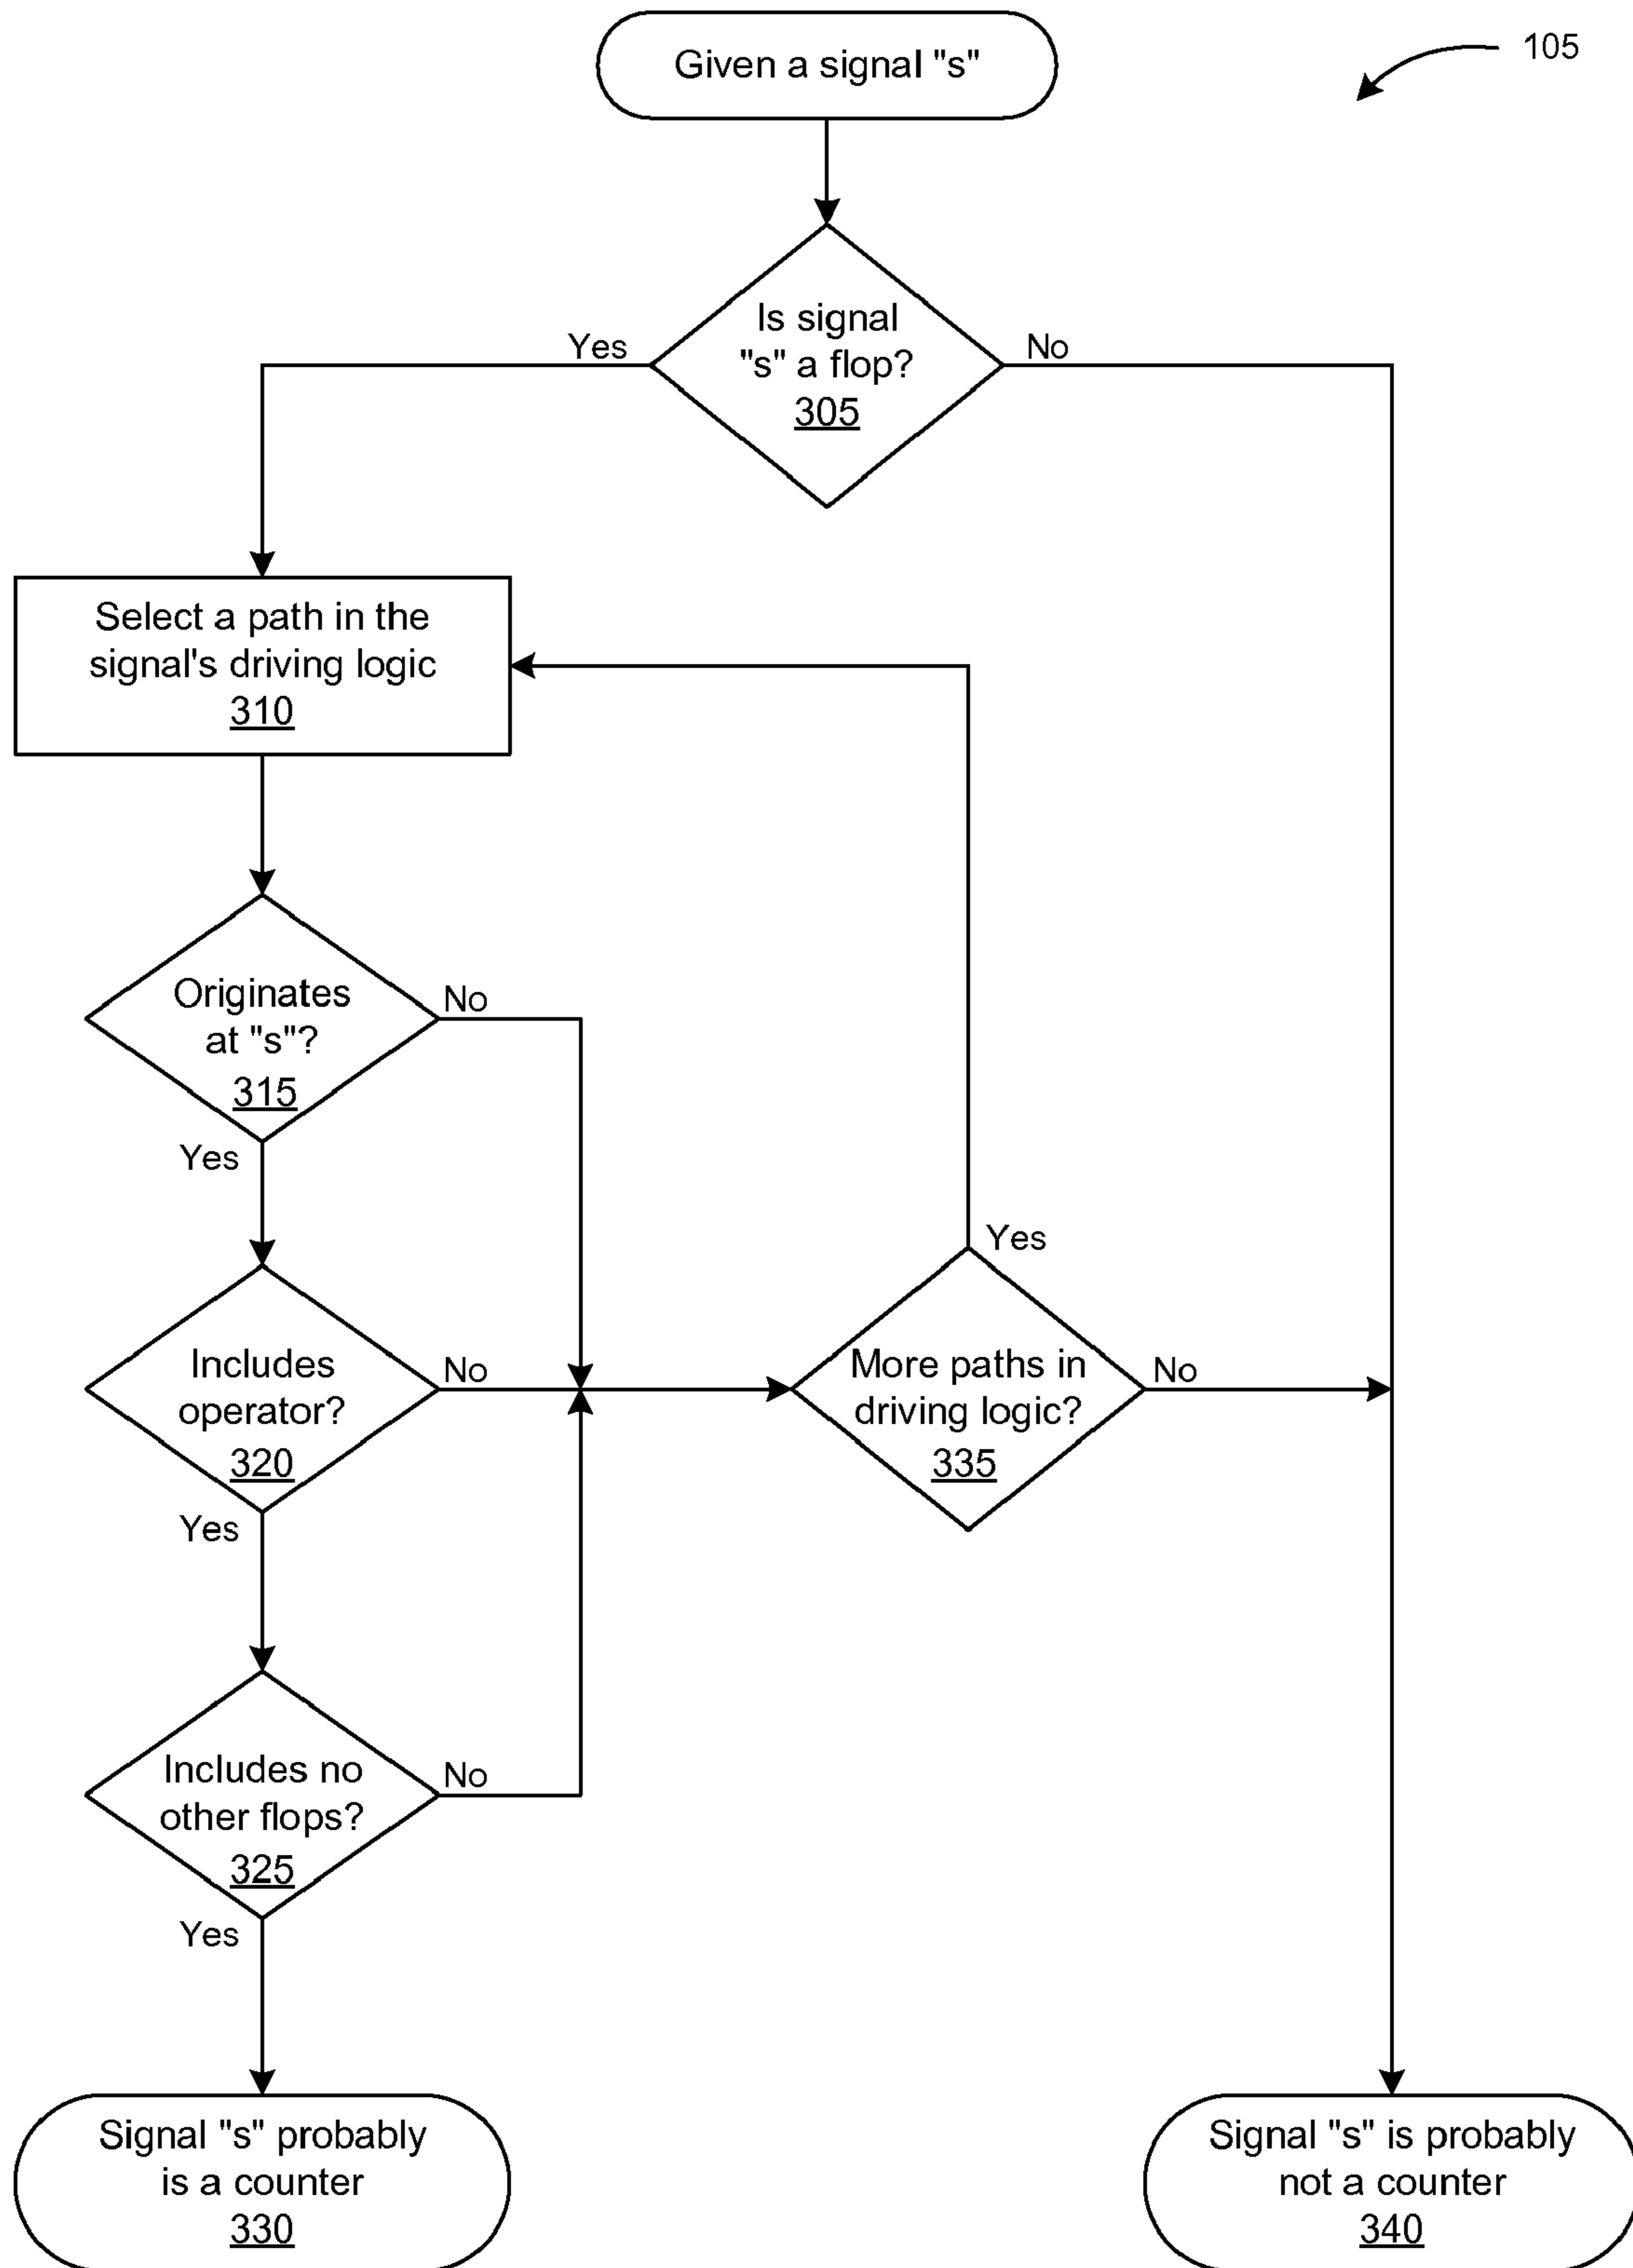 Given a signal "s"
105
Is signal
"s" a flop?
305
Yes
No
Select a path in the
signal's driving logic
310
Originates
at "s"?
315
No
Yes
Includes
operator?
320
No
Yes
More paths in
driving logic?
335
Yes
No
Includes no
other flops?
325
No
Yes
Signal "s" probably
is a counter
330
Signal "s" is probably
not a counter
340